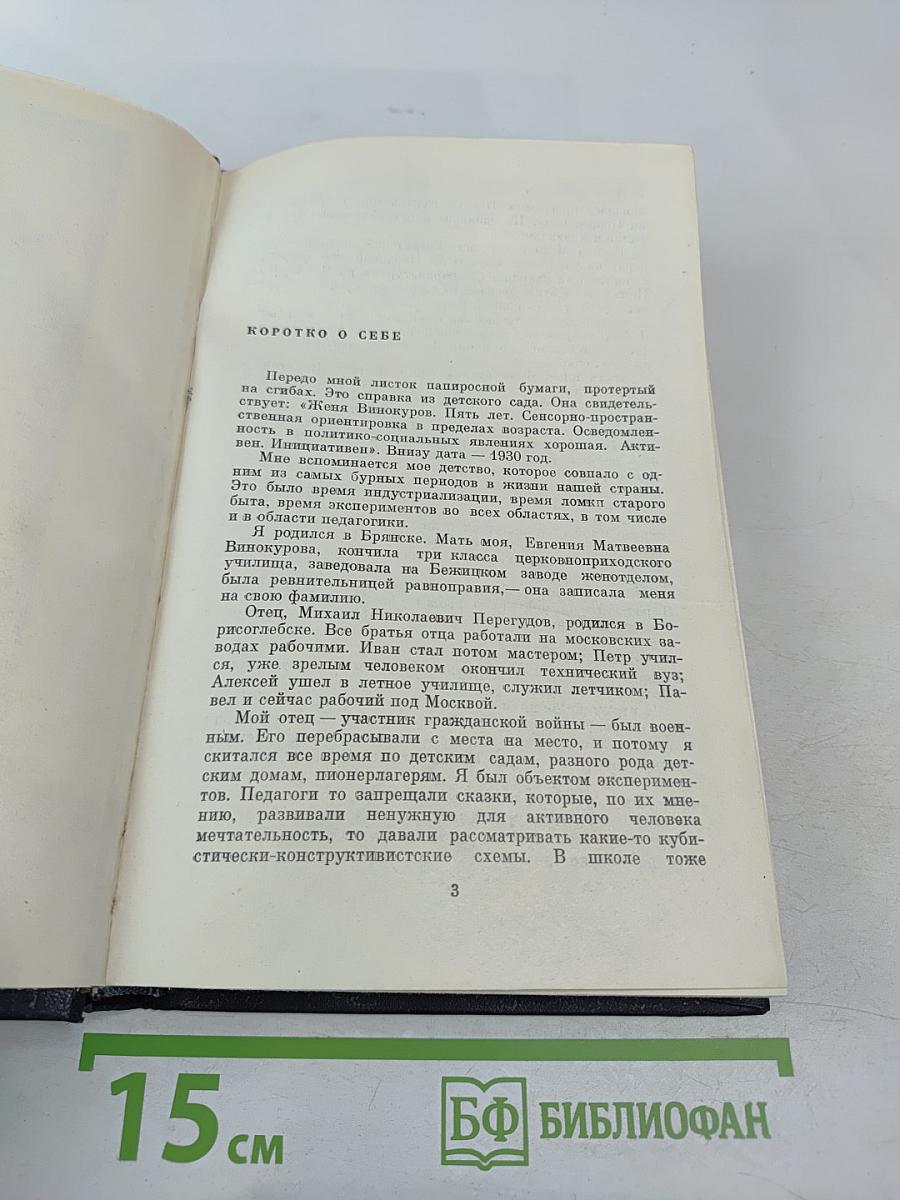 КОРОТКО О СЕБЕ
Передо мной листок папиросной бумаги, протертый
на сгибах. Это справка из детского сада. Она свидетель-
ствует: «Женя Винокуров. Пять лет. Сенсорно-простран-
ственная ориентировка в пределах возраста. Осведомлен-
ность в политико-социальных явлениях хорошая. Акти-
вен. Инициативен». Внизу дата — 1930 год.
Мне вспоминается мое детство, которое совпало с од-
ним из самых бурных периодов в жизни нашей страны.
Это было время индустриализации, время ломки старого
быта, время экспериментов во всех областях, в том числе
и в области педагогики.
Я родился в Брянске. Мать моя, Евгения Матвеевна
Винокурова, кончила три класса церковноприходского
училища, заведовала на Бежицком заводе женотделом,
была ревнительницей равноправия,— она записала меня
на свою фамилию.
Отец, Михаил Николаевич Перегудов, родился в Бо-
рисоглебске. Все братья отца работали на московских за-
водах рабочими. Иван стал потом мастером; Петр учил-
ся, уже зрелым человеком окончил технический вуз;
Алексей ушел в летное училище, служил летчиком; Па-
вел и сейчас рабочий под Москвой.
Мой отец — участник гражданской войны — был воен-
ным. Его перебрасывали с места на место, и потому я
скитался все время по детским садам, разного рода дет-
ским домам, пионерлагерям. Я был объектом эксперимен-
тов. Педагоги то запрещали сказки, которые, по их мне-
нию, развивали ненужную для активного человека
мечтательность, то давали рассматривать какие-то куби-
стически-конструктивистские схемы. В школе тоже
3
15 см
БФ БИБЛИОФАН